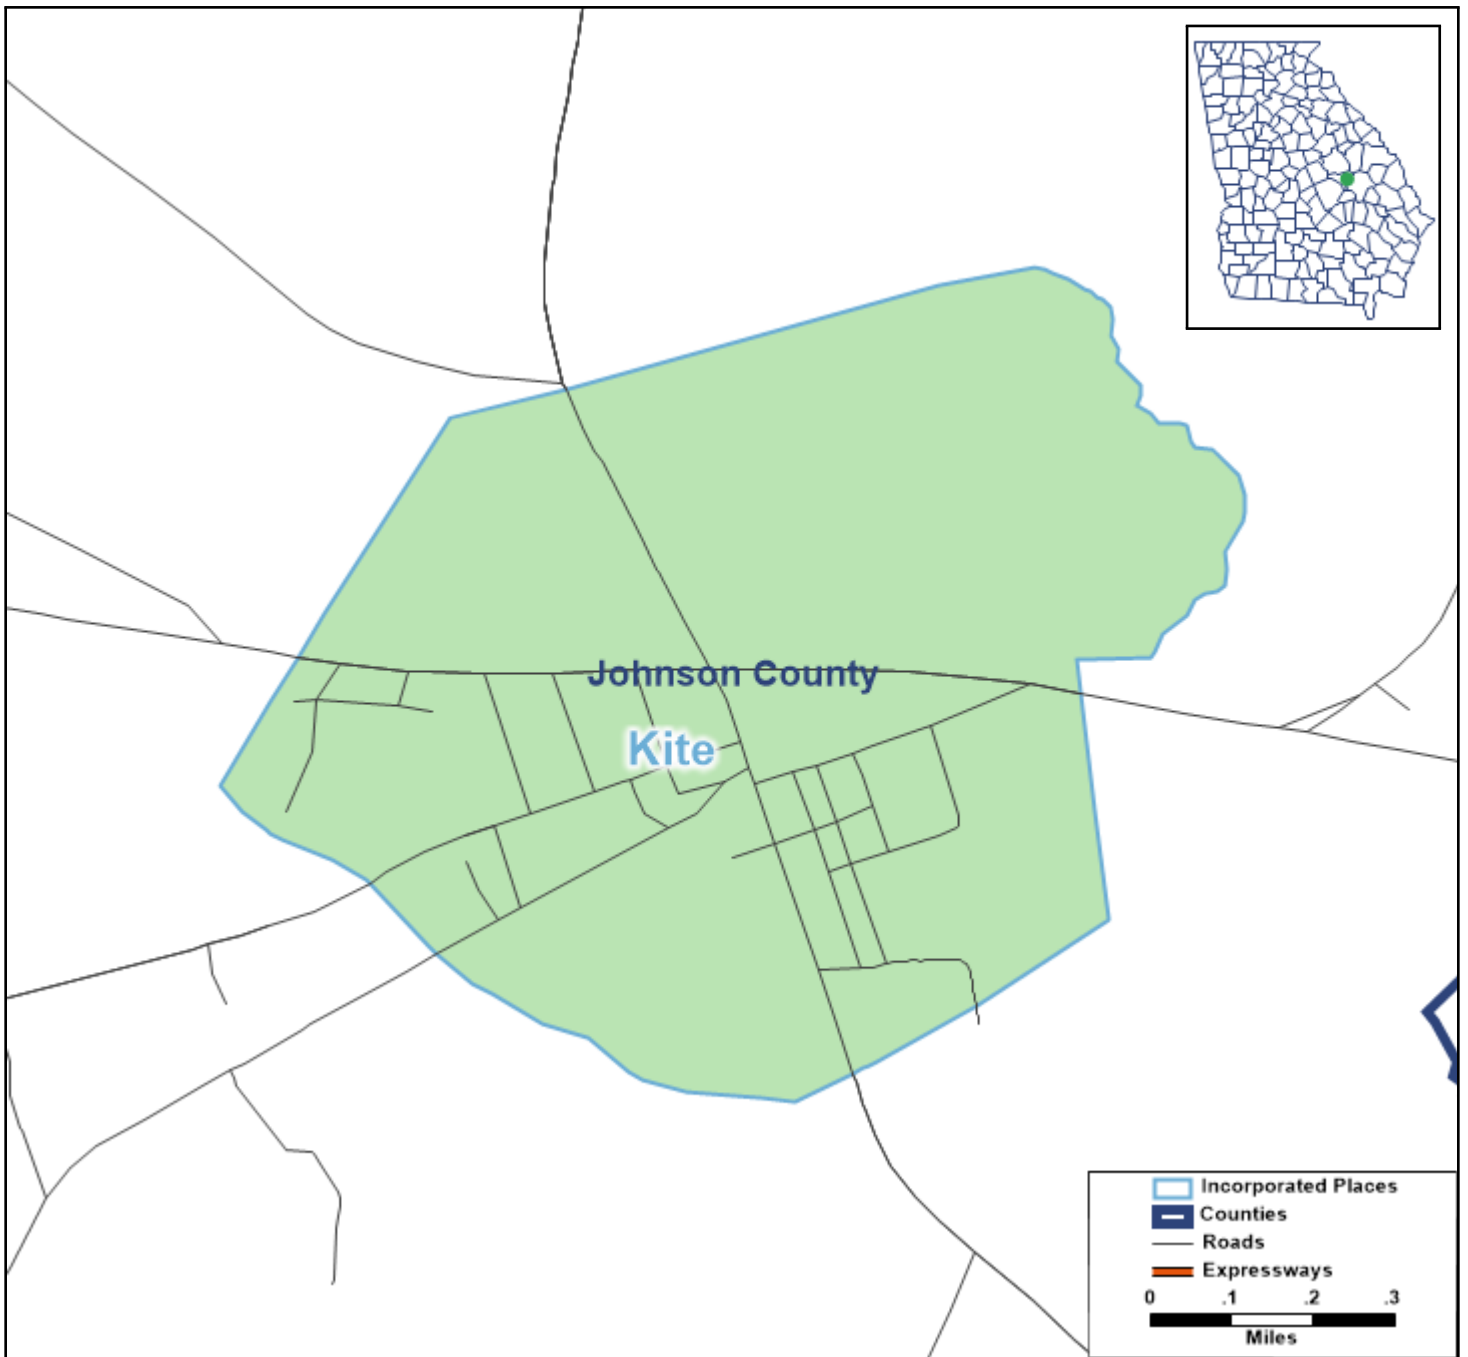 Johnson County
Kite
Incorporated Places
Counties
Roads
Expressways
0 .1 .2 .3
Miles